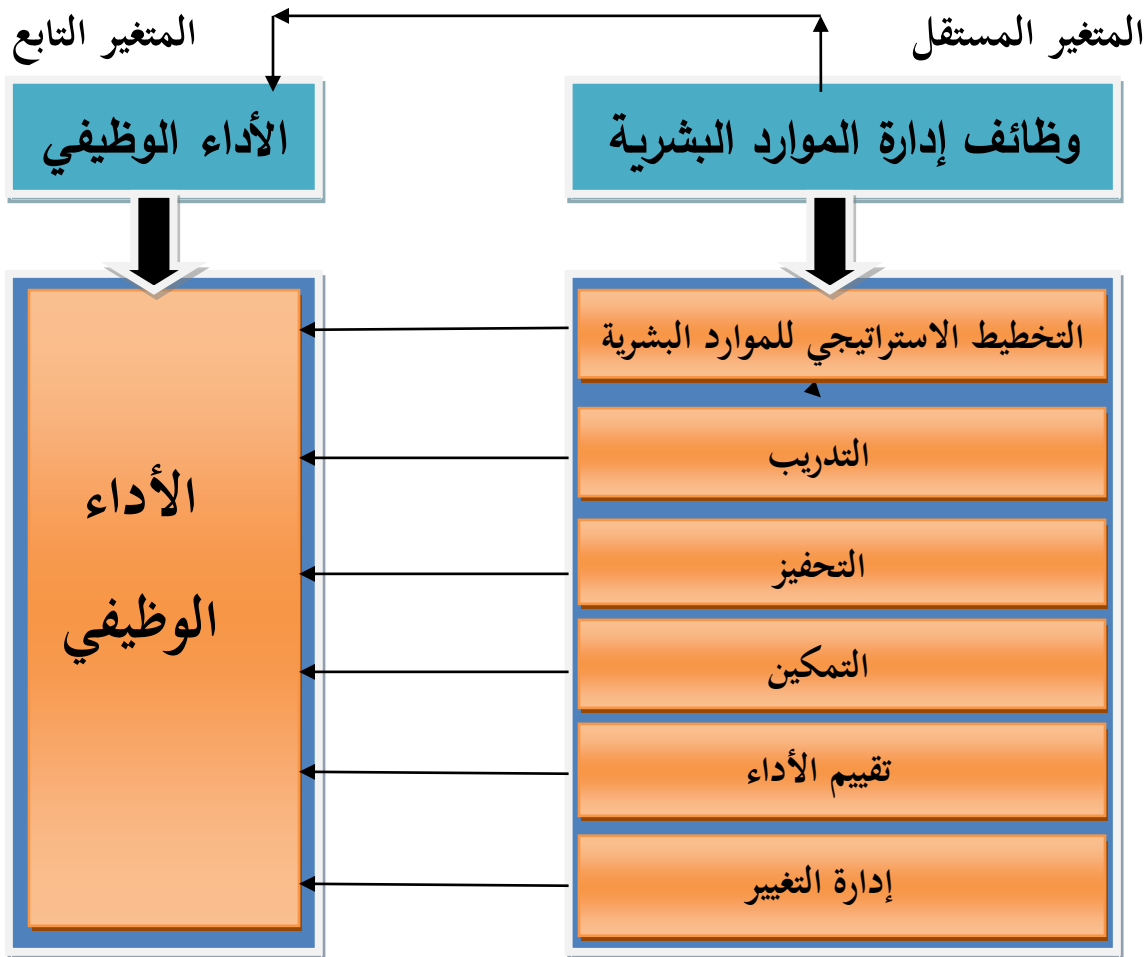 المتغير المستقل
المتغير التابع
وظائف إدارة الموارد البشرية
الأداء الوظيفي
التخطيط الاستراتيجي للموارد البشرية
التدريب
التحفيز
التمكين
تقييم الأداء
إدارة التغيير
الأداء
الوظيفي